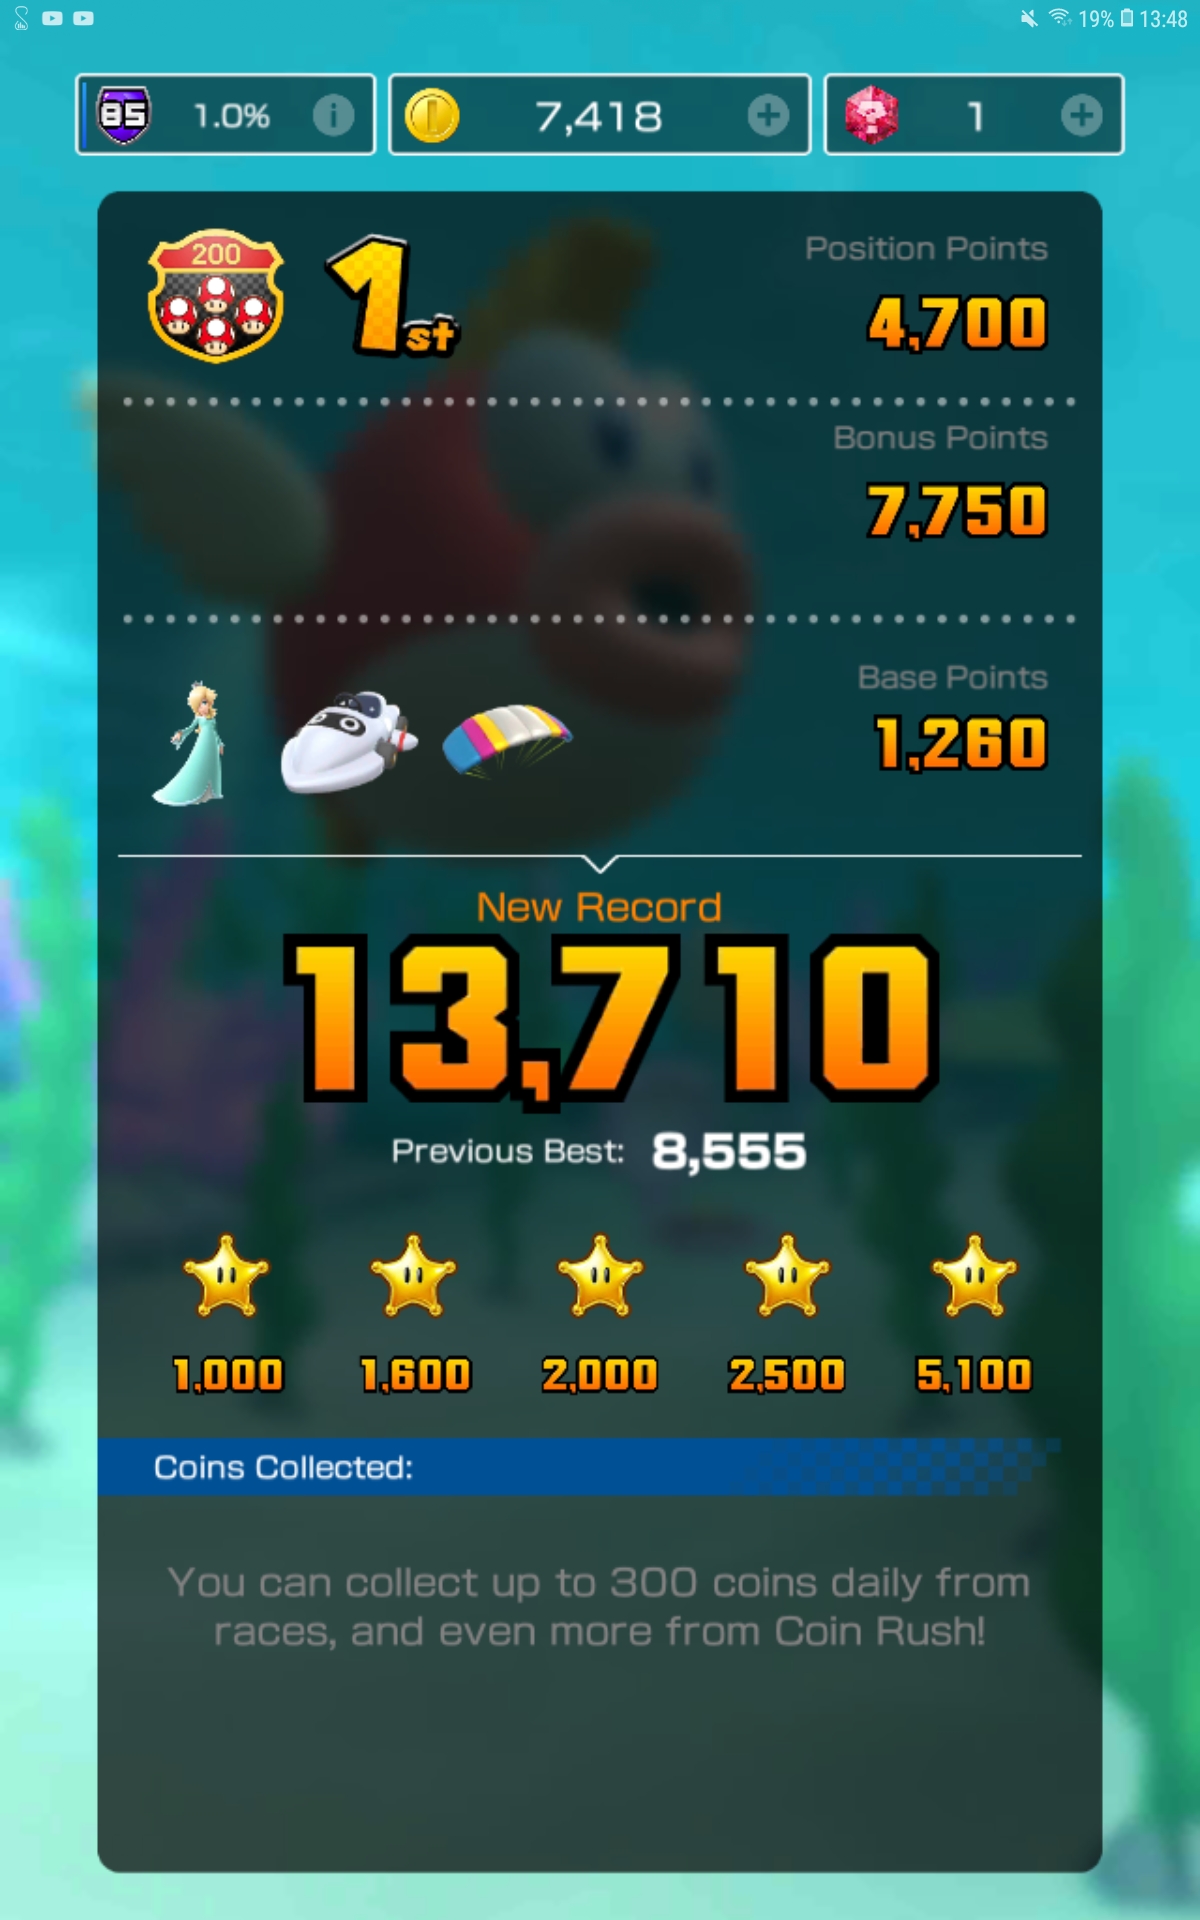 19% 13:48
85 1.0% i 7,418 + 1 +
200
1st
Position Points
4,700
Bonus Points
7,750
Base Points
1,260
New Record
13,710
Previous Best: 8,555
1,000 1,600 2,000 2,500 5,100
Coins Collected:
You can collect up to 300 coins daily from
races, and even more from Coin Rush!